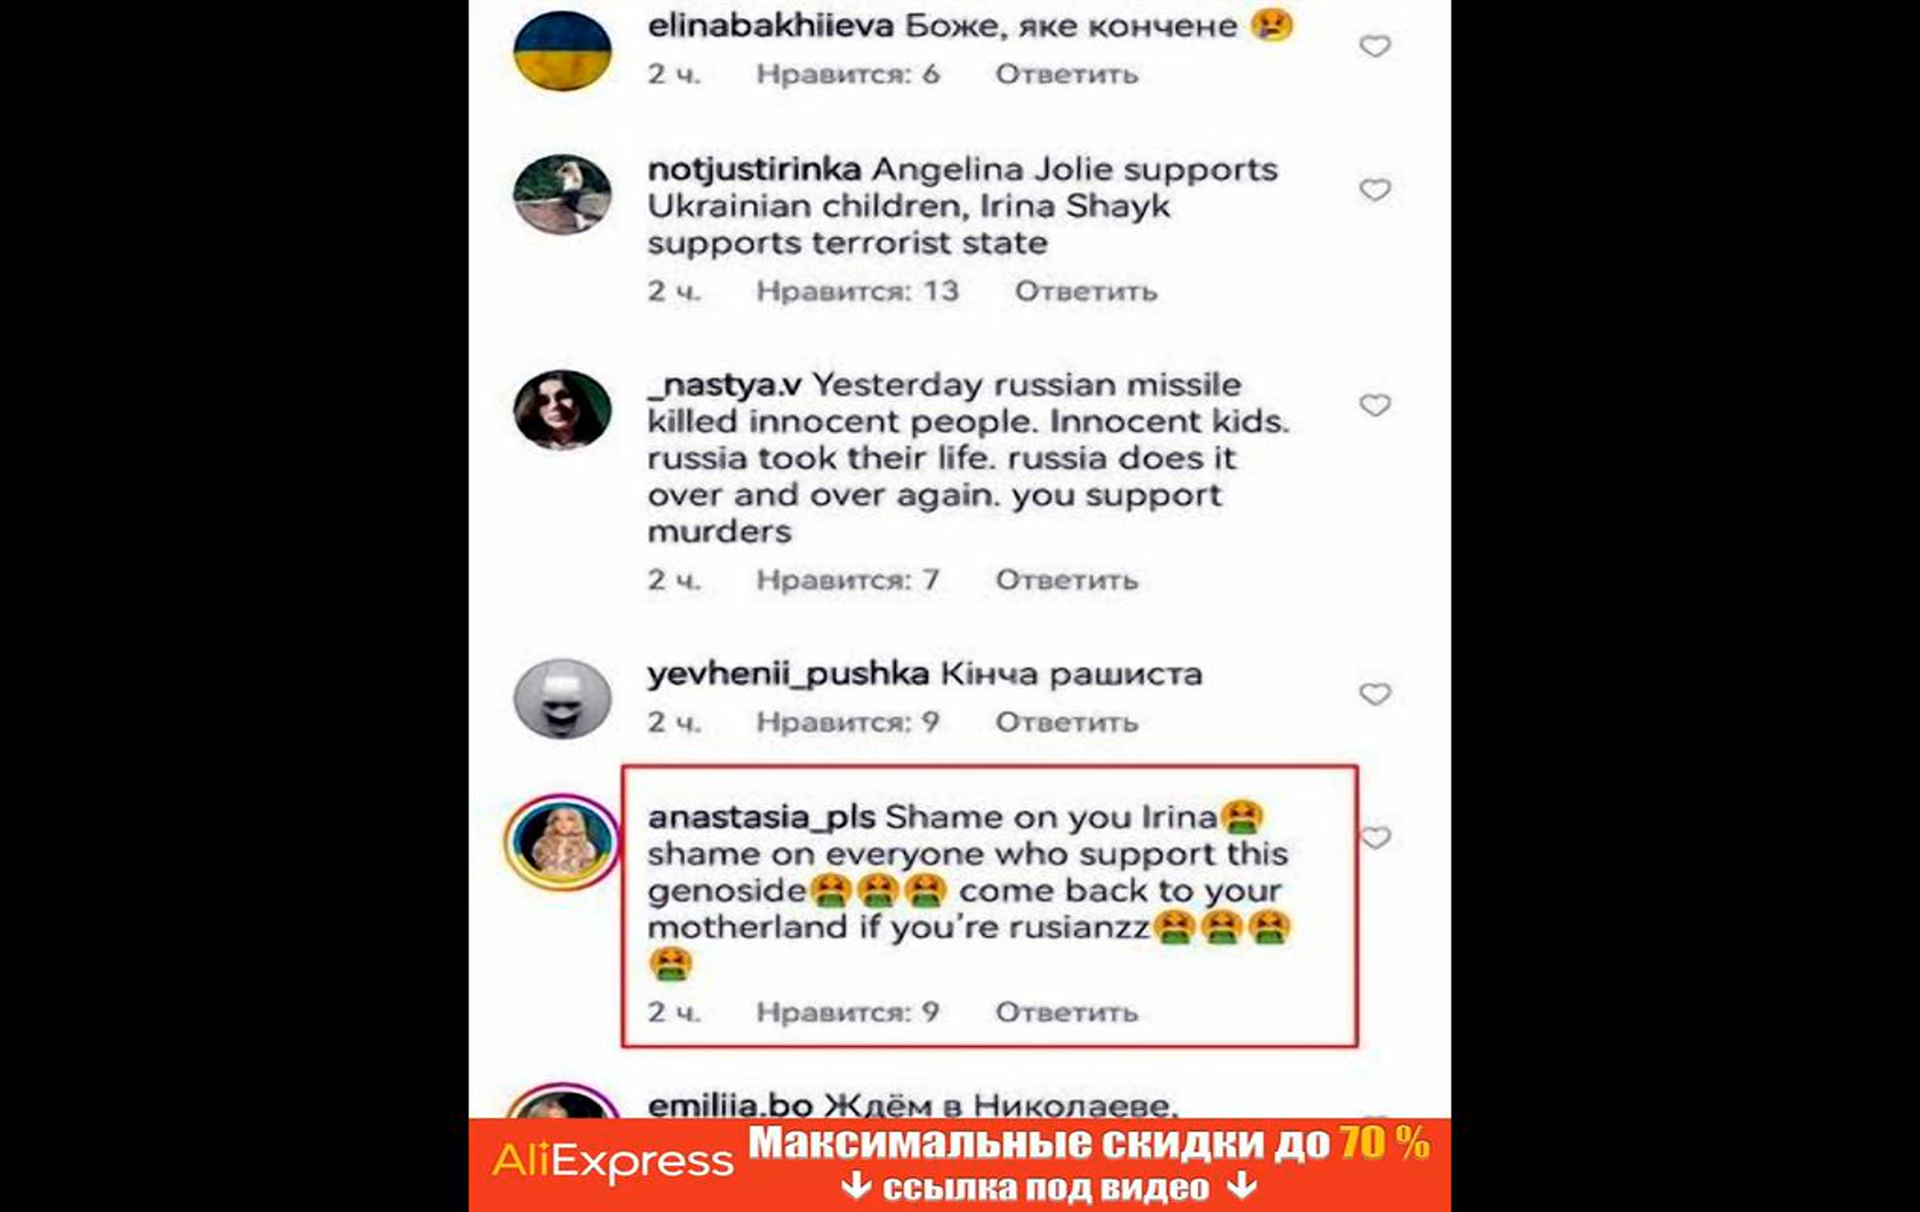 elinabakhiieva Боже, яке кончене
2 ч. Нравится: 6 Ответить
notjustirinka Angelina Jolie supports
Ukrainian children, Irina Shayk
supports terrorist state
2 ч. Нравится: 13 Ответить
_nastya.v Yesterday russian missile
killed innocent people. Innocent kids.
russia took their life. russia does it
over and over again. you support
murders
2 ч. Нравится: 7 Ответить
yevhenii_pushka Кінча рашиста
2 ч. Нравится: 9 Ответить
anastasia_pls Shame on you Irina🤮
shame on everyone who support this
genoside🤮🤮🤮 come back to your
motherland if you're rusianzz🤮🤮🤮
🤮
2 ч. Нравится: 9 Ответить
emiliia.bo Ждём в Николаеве,
AliExpress Максимальные скидки до 70 %
↓ ссылка под видео ↓